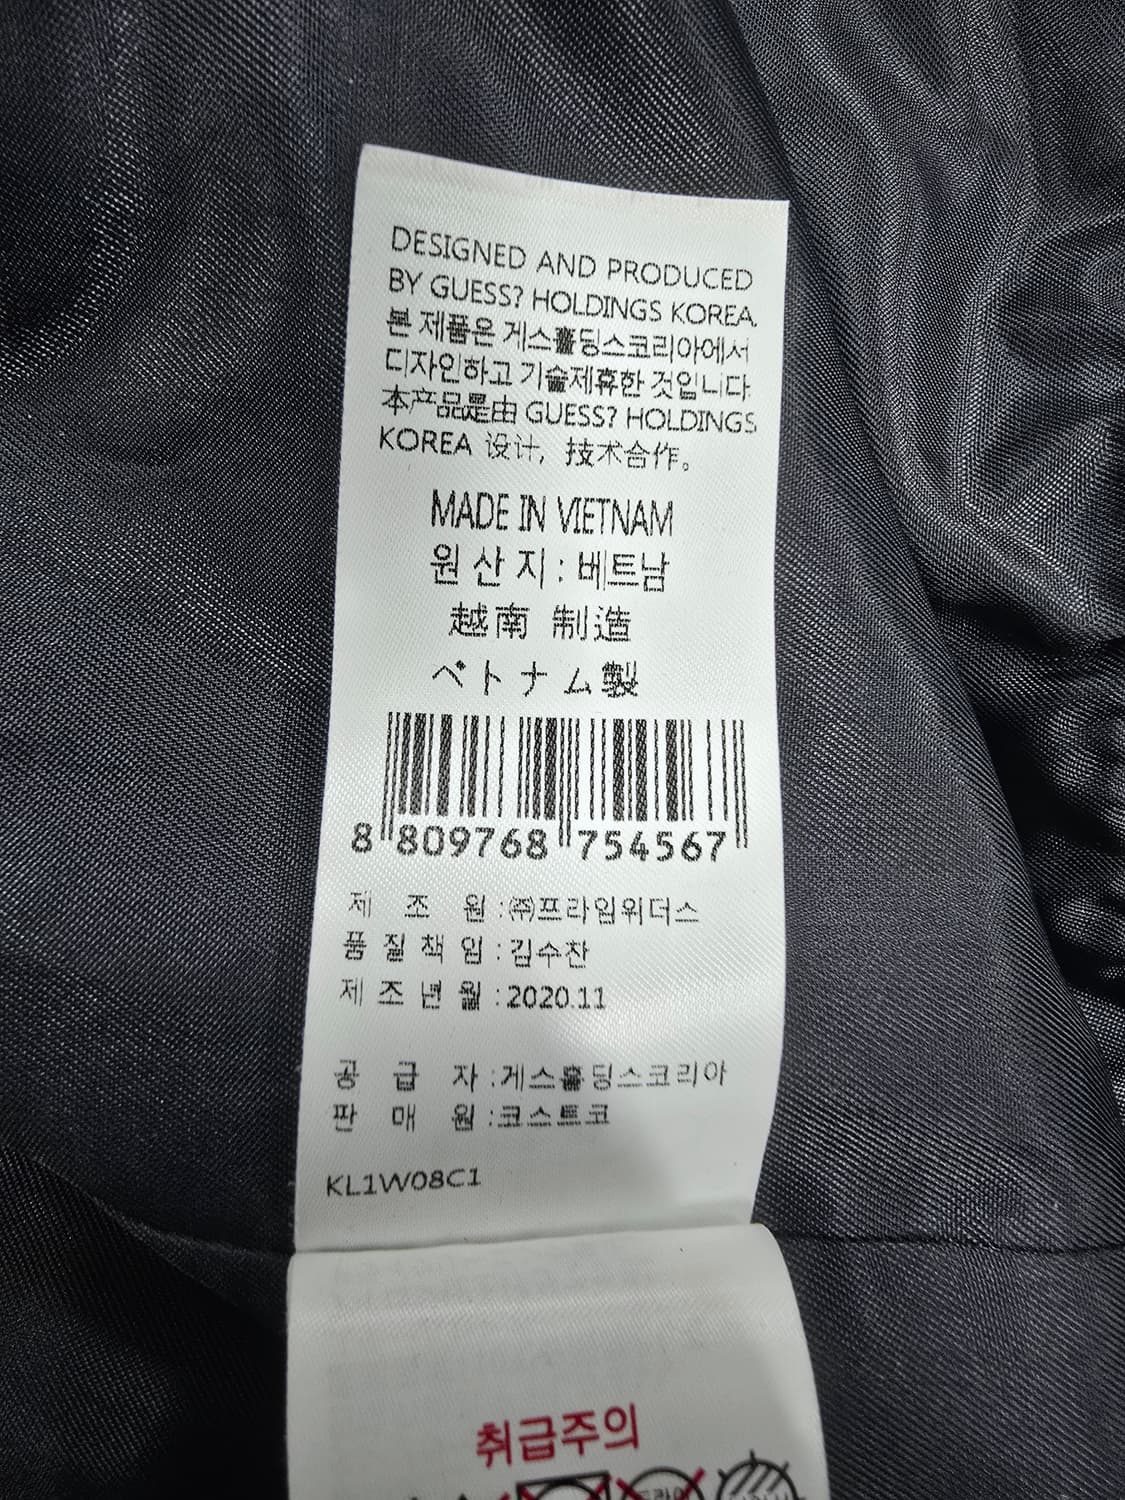 DESIGNED AND PRODUCED
BY GUESS? HOLDINGS KOREA.
본 제품은 게스홀딩스코리아에서
디자인하고 기술제휴한 것입니다.
本产品是由 GUESS? HOLDINGS
KOREA 设计, 技术合作。
MADE IN VIETNAM
원 산 지 : 베트남
越南 制造
ベトナム製
8 809768 754567
제 조 원 : ㈜프라임위더스
품 질 책 임 : 김수찬
제 조 년 월 : 2020.11
공 급 자 : 게스홀딩스코리아
판 매 원 : 코스트코
KL1W08C1
취급주의